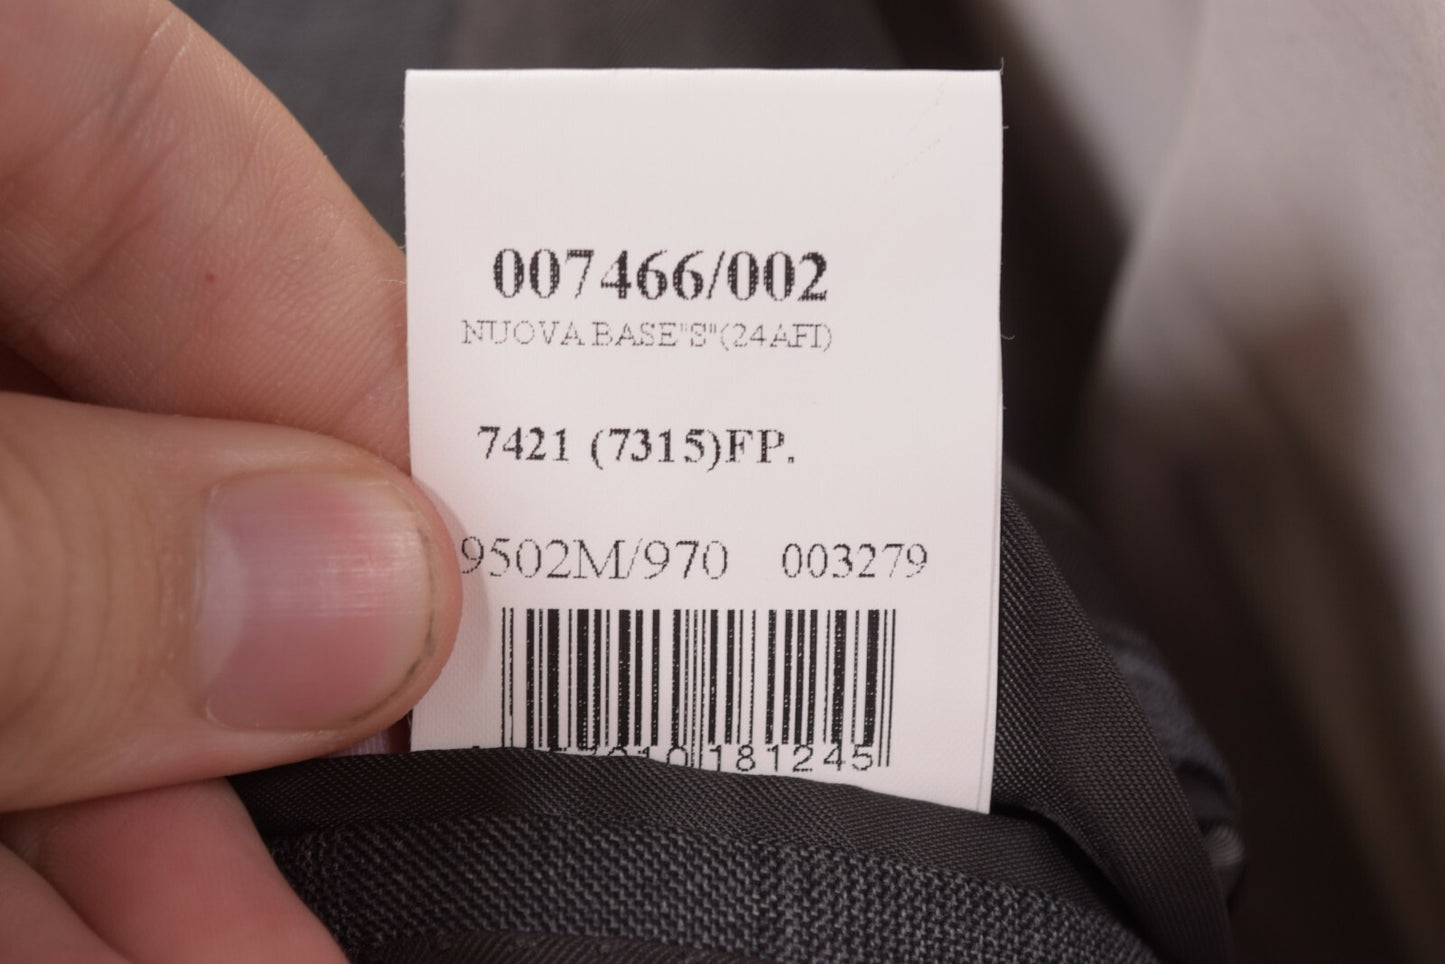 007466/002
NUOVA BASE"S"(24AFI)
7421 (7315)FP.
9502M/970 003279
181245